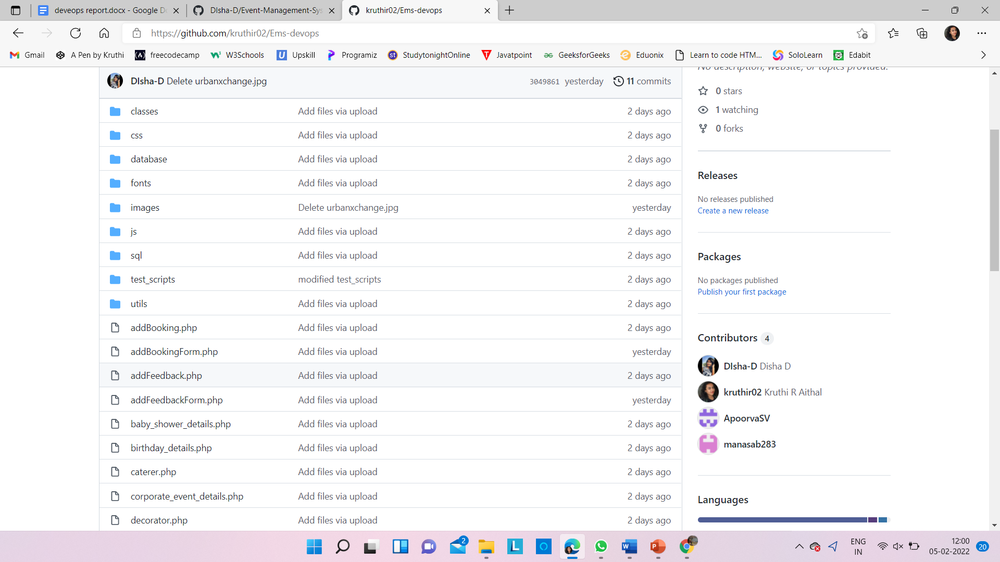 deveops report.docx - Google Do
DIsha-D/Event-Management-Sys
kruthir02/Ems-devops
https://github.com/kruthir02/Ems-devops
Gmail
A Pen by Kruthi
freecodecamp
W3Schools
Upskill
Programiz
StudytonightOnline
Javatpoint
GeeksforGeeks
Eduonix
Learn to code HTM...
SoloLearn
Edabit
DIsha-D Delete urbanxchange.jpg 3049861 yesterday 11 commits
classes Add files via upload 2 days ago
css Add files via upload 2 days ago
database Add files via upload 2 days ago
fonts Add files via upload 2 days ago
images Delete urbanxchange.jpg yesterday
js Add files via upload 2 days ago
sql Add files via upload 2 days ago
test_scripts modified test_scripts 2 days ago
utils Add files via upload 2 days ago
addBooking.php Add files via upload 2 days ago
addBookingForm.php Add files via upload yesterday
addFeedback.php Add files via upload 2 days ago
addFeedbackForm.php Add files via upload yesterday
baby_shower_details.php Add files via upload 2 days ago
birthday_details.php Add files via upload 2 days ago
caterer.php Add files via upload 2 days ago
corporate_event_details.php Add files via upload 2 days ago
decorator.php Add files via upload 2 days ago
No description, website, or topics provided.
0 stars
1 watching
0 forks
Releases
No releases published
Create a new release
Packages
No packages published
Publish your first package
Contributors 4
DIsha-D Disha D
kruthir02 Kruthi R Aithal
ApoorvaSV
manasab283
Languages
2
ENG
IN
12:00
05-02-2022
20